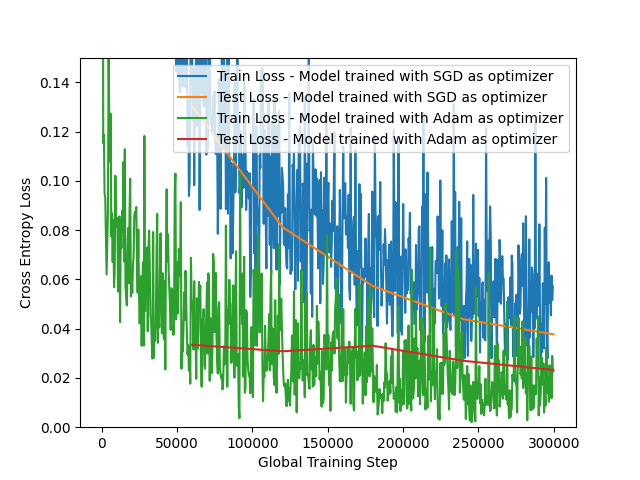 Train Loss - Model trained with SGD as optimizer
Test Loss - Model trained with SGD as optimizer
Train Loss - Model trained with Adam as optimizer
Test Loss - Model trained with Adam as optimizer
Cross Entropy Loss
0.14
0.12
0.10
0.08
0.06
0.04
0.02
0.00
0 50000 100000 150000 200000 250000 300000
Global Training Step